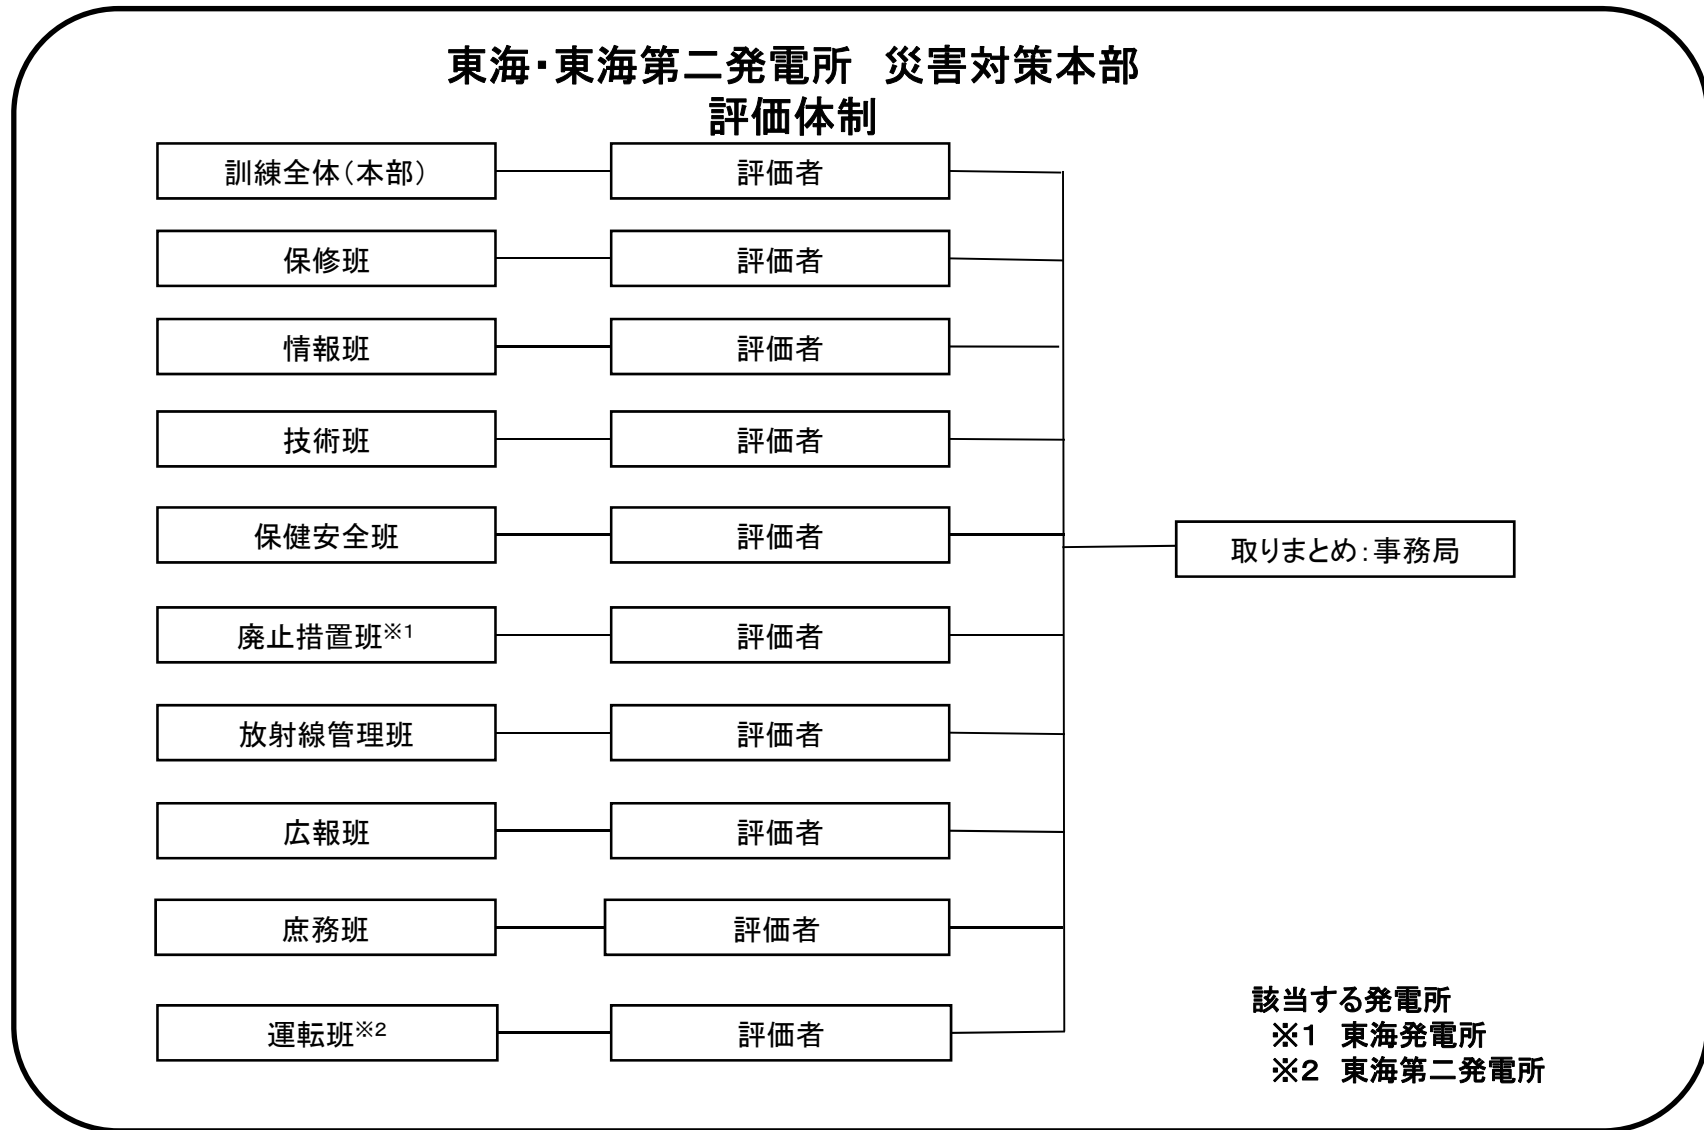 東海・東海第二発電所　災害対策本部
評価体制
訓練全体（本部）
評価者
保修班
評価者
情報班
評価者
技術班
評価者
保健安全班
評価者
取りまとめ：事務局
廃止措置班※1
評価者
放射線管理班
評価者
広報班
評価者
庶務班
評価者
運転班※2
評価者
該当する発電所
※1　東海発電所
※2　東海第二発電所